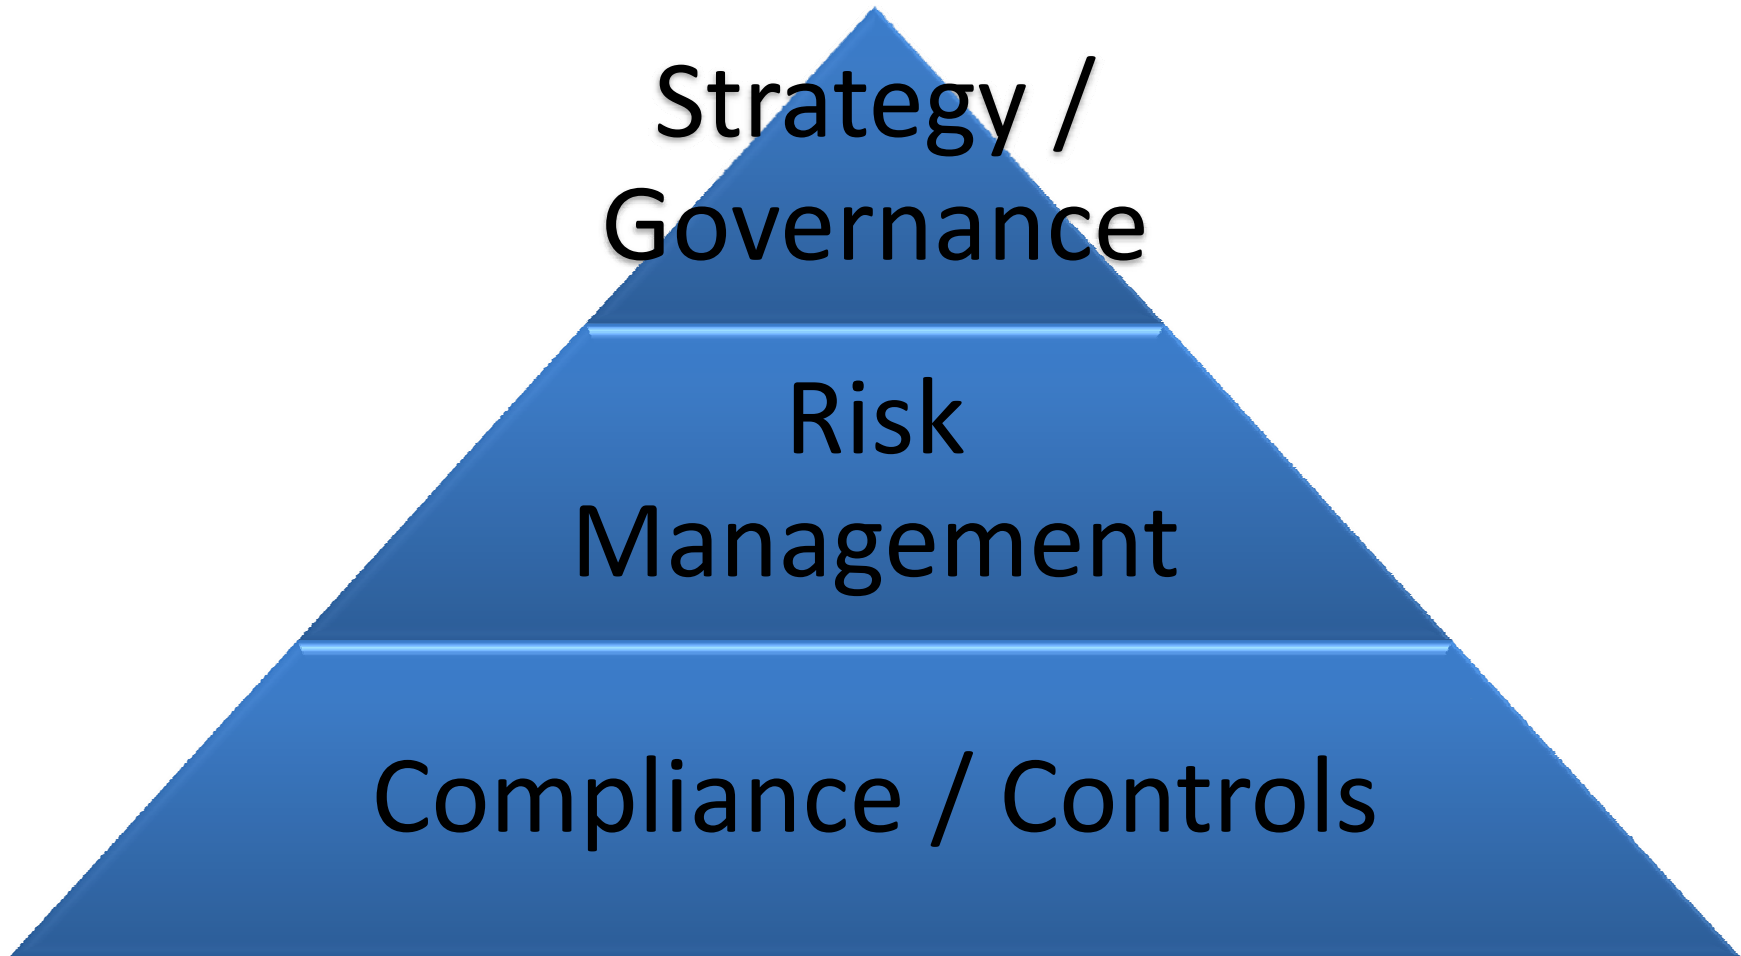 Strategy /
Governance
Risk
Management
Compliance / Controls